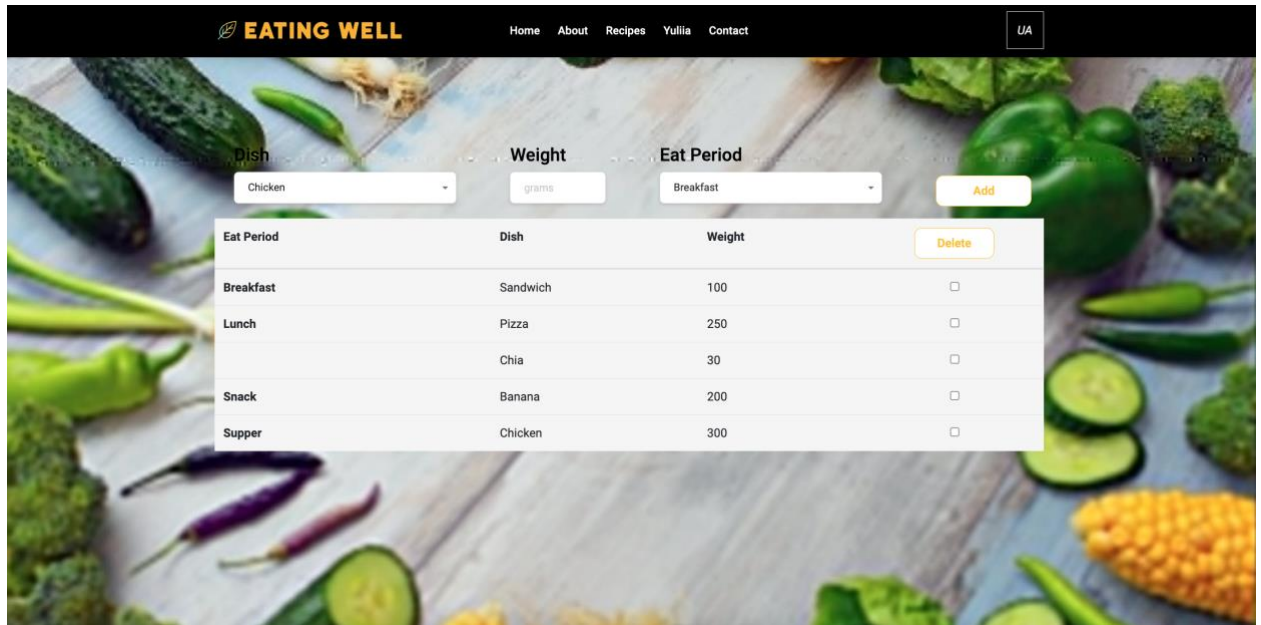 EATING WELL Home About Recipes Yuliia Contact UA
Dish Weight Eat Period
Chicken grams Breakfast Add
Eat Period Dish Weight Delete
Breakfast Sandwich 100
Lunch Pizza 250
Chia 30
Snack Banana 200
Supper Chicken 300